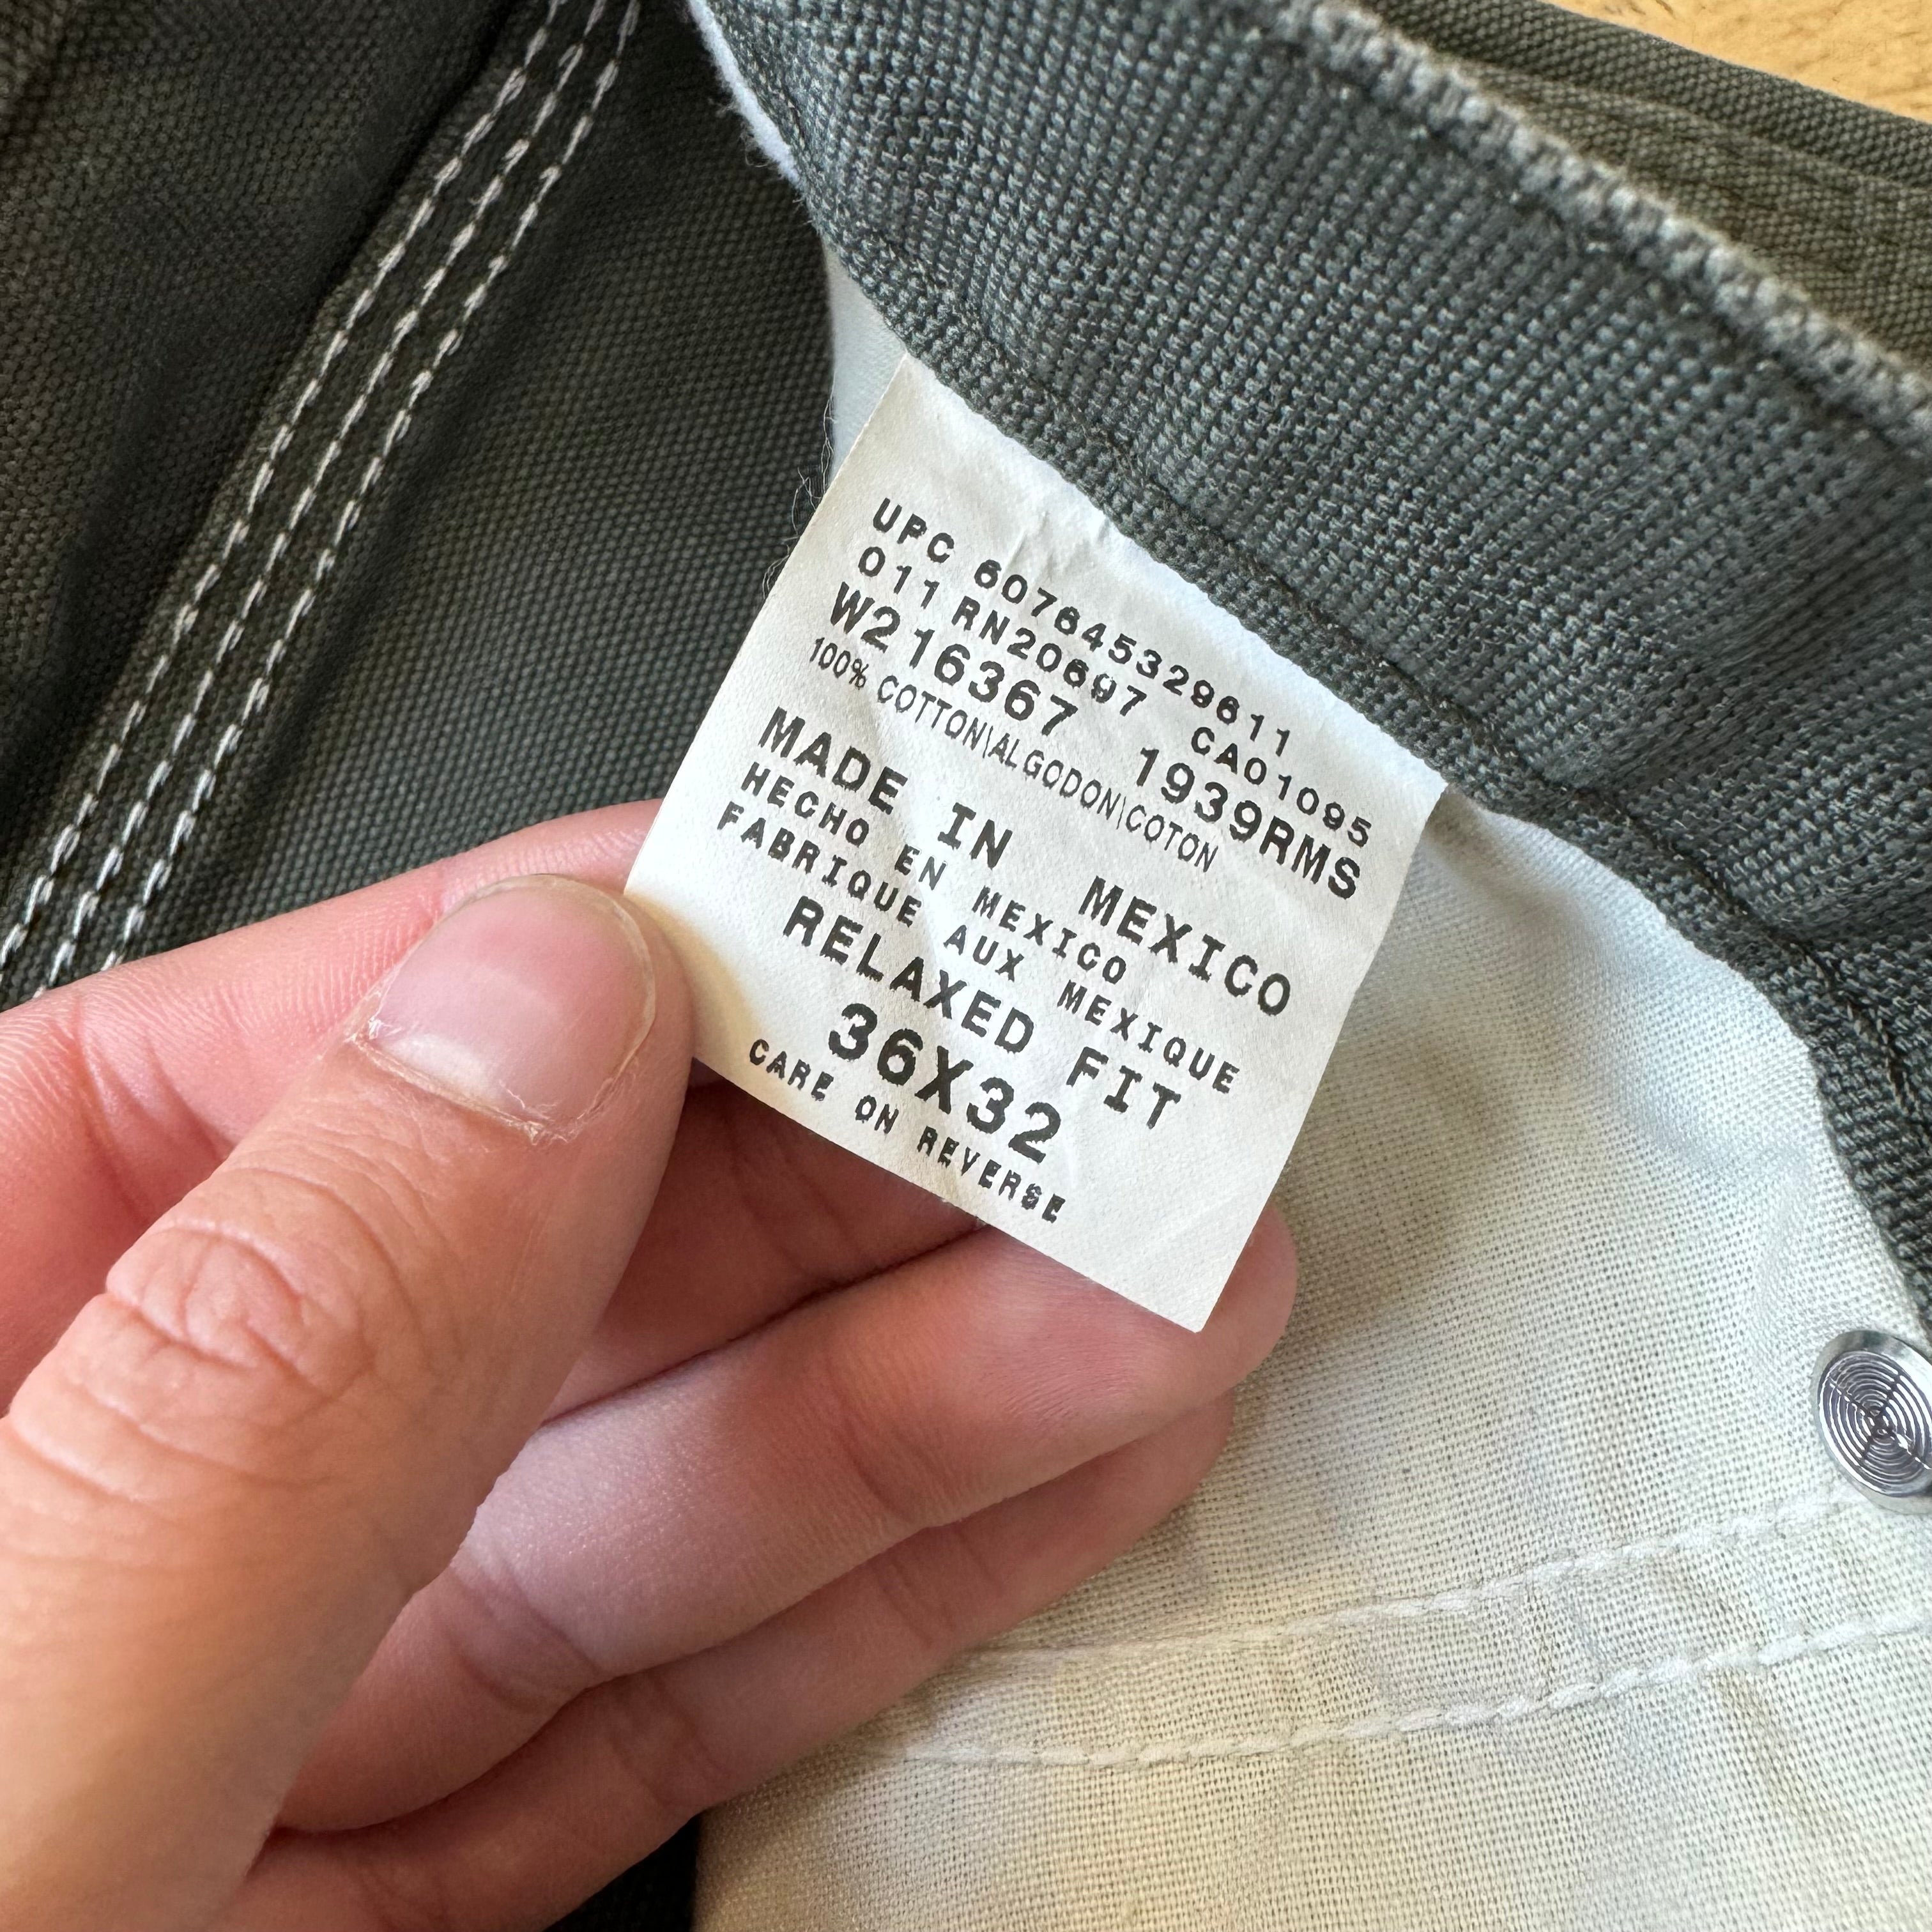 UPC 607645329611
011 RN20697 CA01095
W216367 1939RMS
100% COTTON\ALGODON\COTON
MADE IN MEXICO
HECHO EN MEXICO
FABRIQUE AUX MEXIQUE
RELAXED FIT
36X32
CARE ON REVERSE